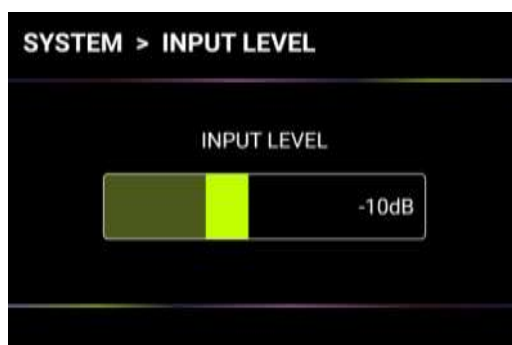 SYSTEM > INPUT LEVEL
INPUT LEVEL
-10dB